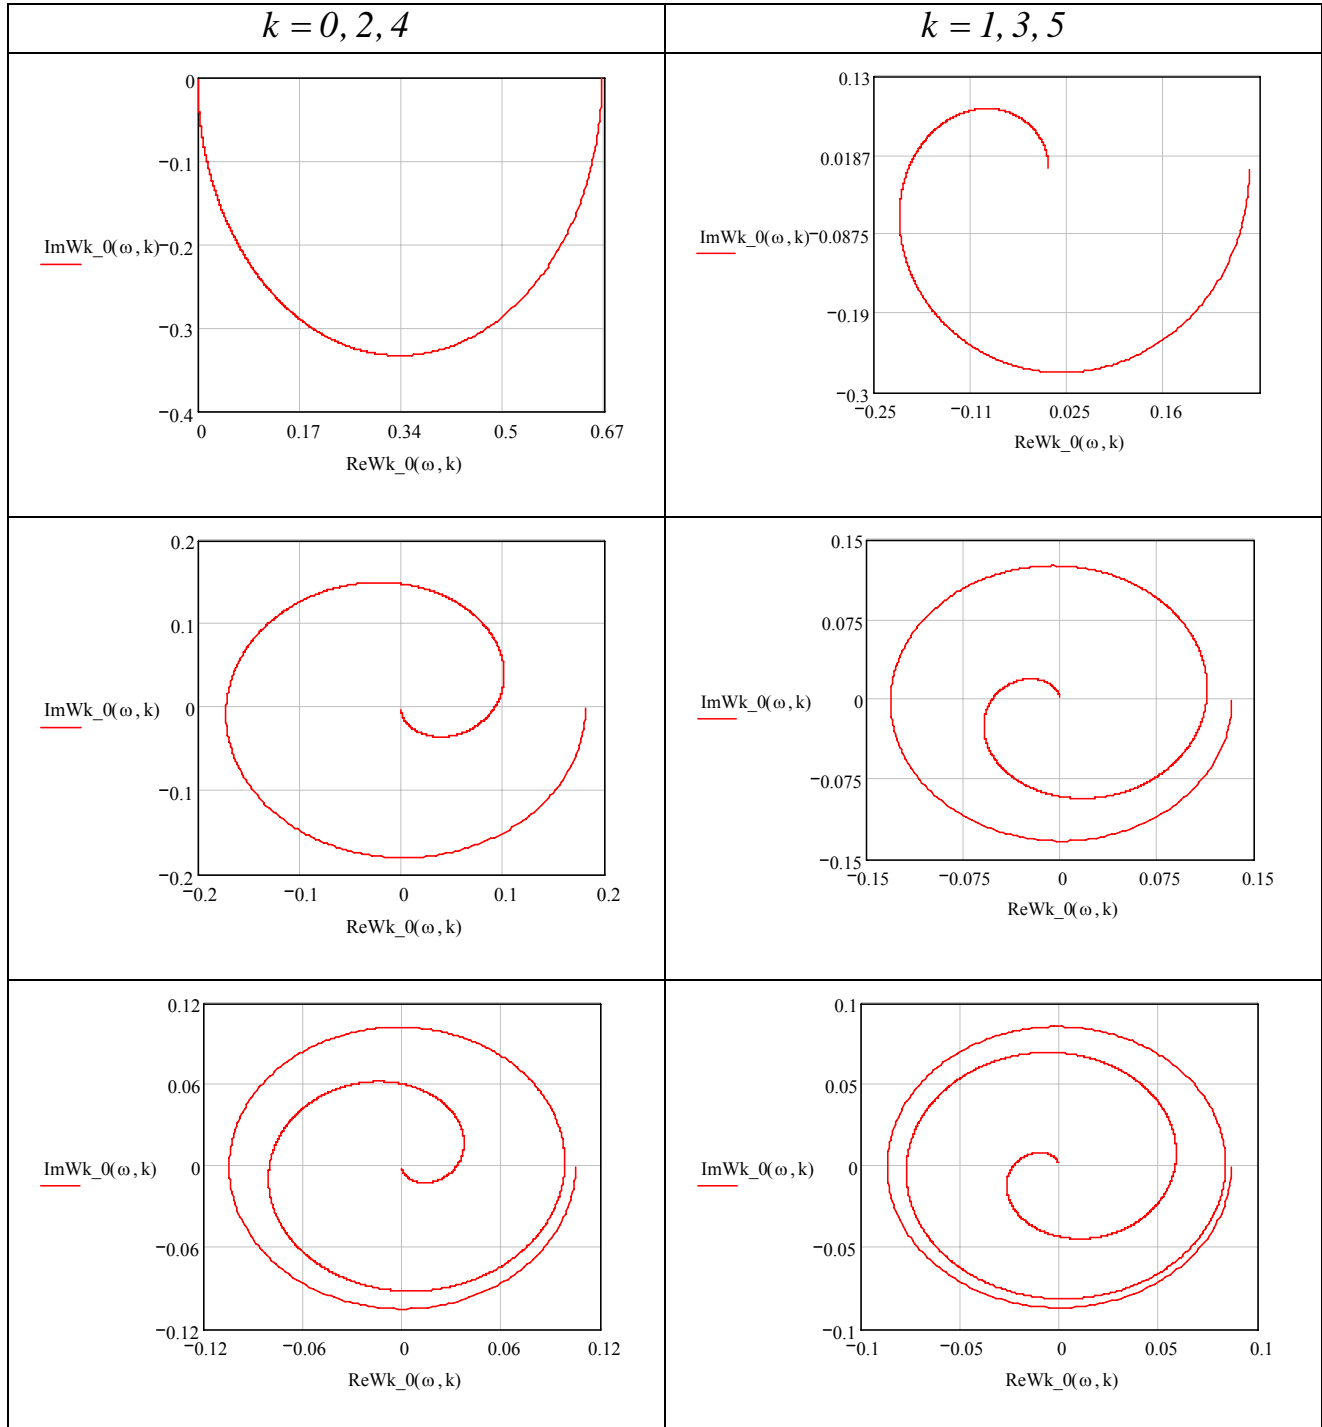 k = 0, 2, 4
k = 1, 3, 5
0
−0.1
ImWk_0(ω, k) −0.2
−0.3
−0.4
0 0.17 0.34 0.5 0.67
ReWk_0(ω, k)
0.13
0.0187
ImWk_0(ω, k) −0.0875
−0.19
−0.3
−0.25 −0.11 0.025 0.16
ReWk_0(ω, k)
0.2
0.1
ImWk_0(ω, k) 0
−0.1
−0.2
−0.2 −0.1 0 0.1 0.2
ReWk_0(ω, k)
0.15
0.075
ImWk_0(ω, k) 0
−0.075
−0.15
−0.15 −0.075 0 0.075 0.15
ReWk_0(ω, k)
0.12
0.06
ImWk_0(ω, k) 0
−0.06
−0.12
−0.12 −0.06 0 0.06 0.12
ReWk_0(ω, k)
0.1
0.05
ImWk_0(ω, k) 0
−0.05
−0.1
−0.1 −0.05 0 0.05 0.1
ReWk_0(ω, k)